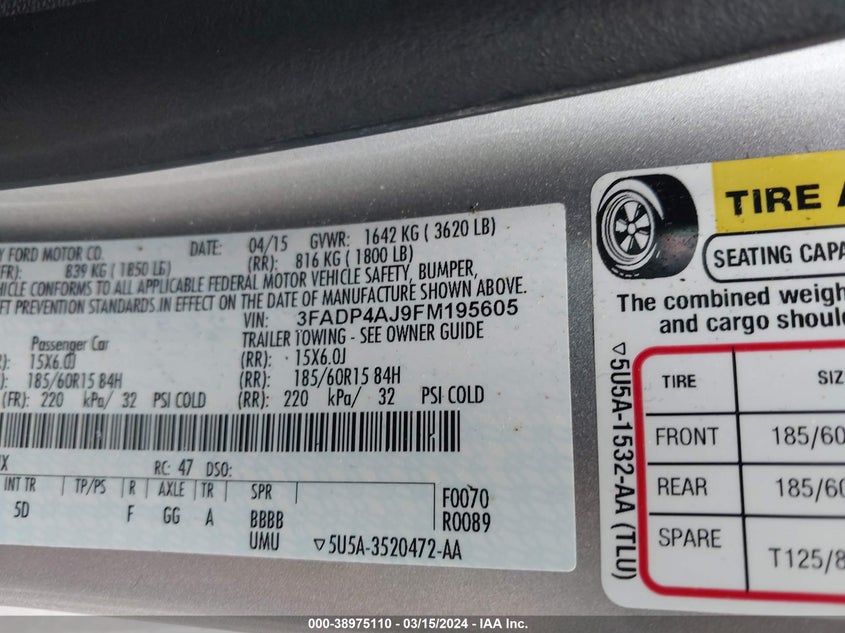 Y FORD MOTOR CO. DATE: 04/15 GVWR: 1642 KG ( 3620 LB)
FR): 839 KG ( 1850 LB) (RR): 816 KG ( 1800 LB)
HICLE CONFORMS TO ALL APPLICABLE FEDERAL MOTOR VEHICLE SAFETY, BUMPER,
FT PREVENTION STANDARDS IN EFFECT ON THE DATE OF MANUFACTURE SHOWN ABOVE.
VIN: 3FADP4AJ9FM195605
Passenger Car TRAILER TOWING - SEE OWNER GUIDE
(RR): 15X6.0J (RR): 15X6.0J
185/60R15 84H (RR): 185/60R15 84H
(FR): 220 kPa/ 32 PSI COLD (RR): 220 kPa/ 32 PSI COLD
RC: 47 DSO:
INT TR TP/PS R AXLE TR SPR F0070
5D F GG A BBBB R0089
UMU ▽5U5A-3520472-AA
TIRE A
SEATING CAPA
The combined weigh
and cargo shoul
TIRE SIZ
FRONT 185/60
REAR 185/60
SPARE T125/8
▽5U5A-1532-AA (TLU)
000-38975110 - 03/15/2024 - IAA Inc.